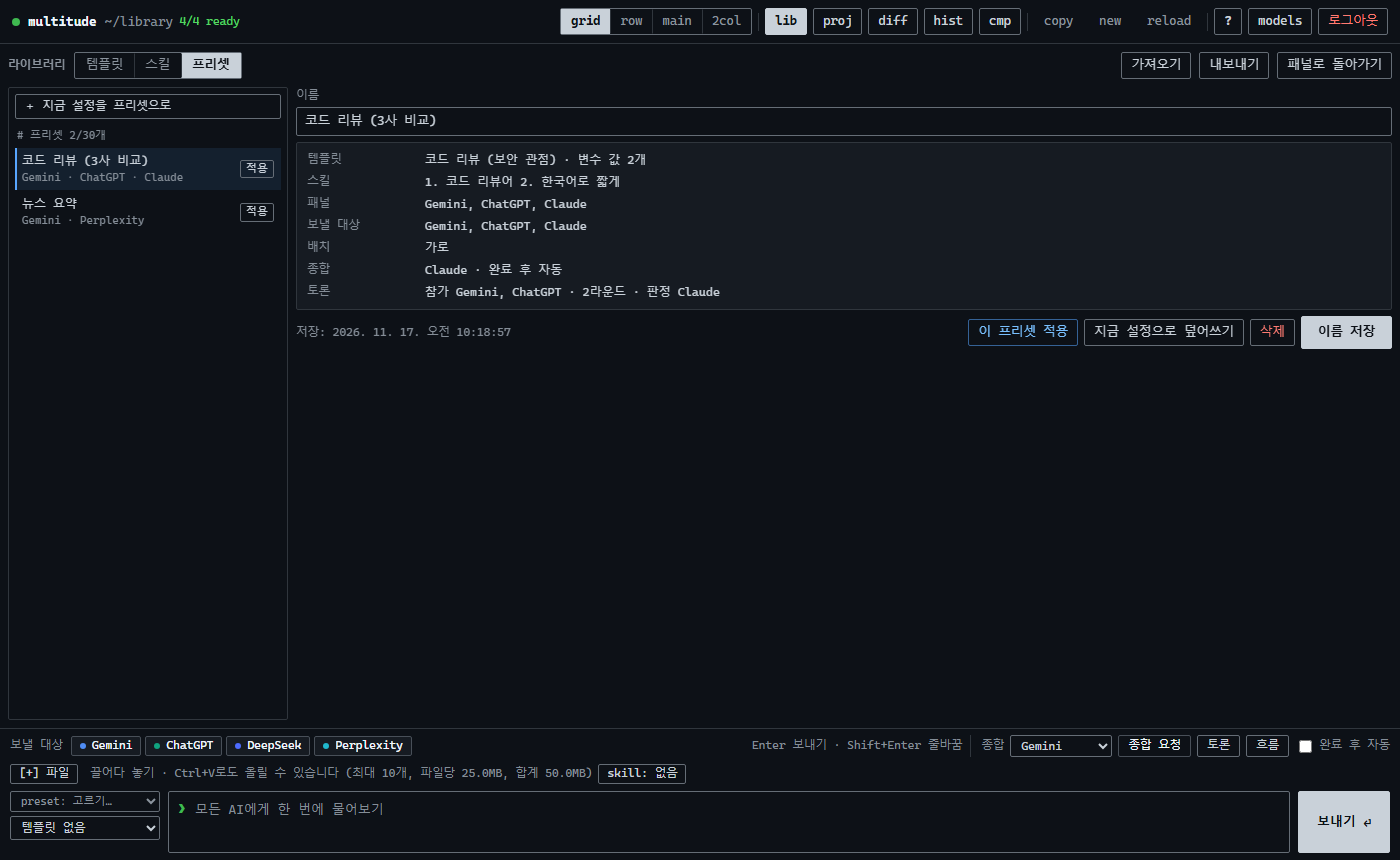 multitude ~/library 4/4 ready grid row main 2col lib proj diff hist cmp copy new reload ? models 로그아웃
라이브러리 템플릿 스킬 프리셋 가져오기 내보내기 패널로 돌아가기
+ 지금 설정을 프리셋으로
# 프리셋 2/30개
코드 리뷰 (3사 비교)
Gemini · ChatGPT · Claude
적용
뉴스 요약
Gemini · Perplexity
적용
이름
코드 리뷰 (3사 비교)
템플릿 코드 리뷰 (보안 관점) · 변수 값 2개
스킬 1. 코드 리뷰어 2. 한국어로 짧게
패널 Gemini, ChatGPT, Claude
보낼 대상 Gemini, ChatGPT, Claude
배치 가로
종합 Claude · 완료 후 자동
토론 참가 Gemini, ChatGPT · 2라운드 · 판정 Claude
저장: 2026. 11. 17. 오전 10:18:57 이 프리셋 적용 지금 설정으로 덮어쓰기 삭제 이름 저장
보낼 대상 Gemini ChatGPT DeepSeek Perplexity Enter 보내기 · Shift+Enter 줄바꿈 종합 Gemini 종합 요청 토론 흐름 완료 후 자동
[+] 파일 끌어다 놓기 · Ctrl+V로도 올릴 수 있습니다 (최대 10개, 파일당 25.0MB, 합계 50.0MB) skill: 없음
preset: 고르기…
템플릿 없음
❯ 모든 AI에게 한 번에 물어보기
보내기 ↵